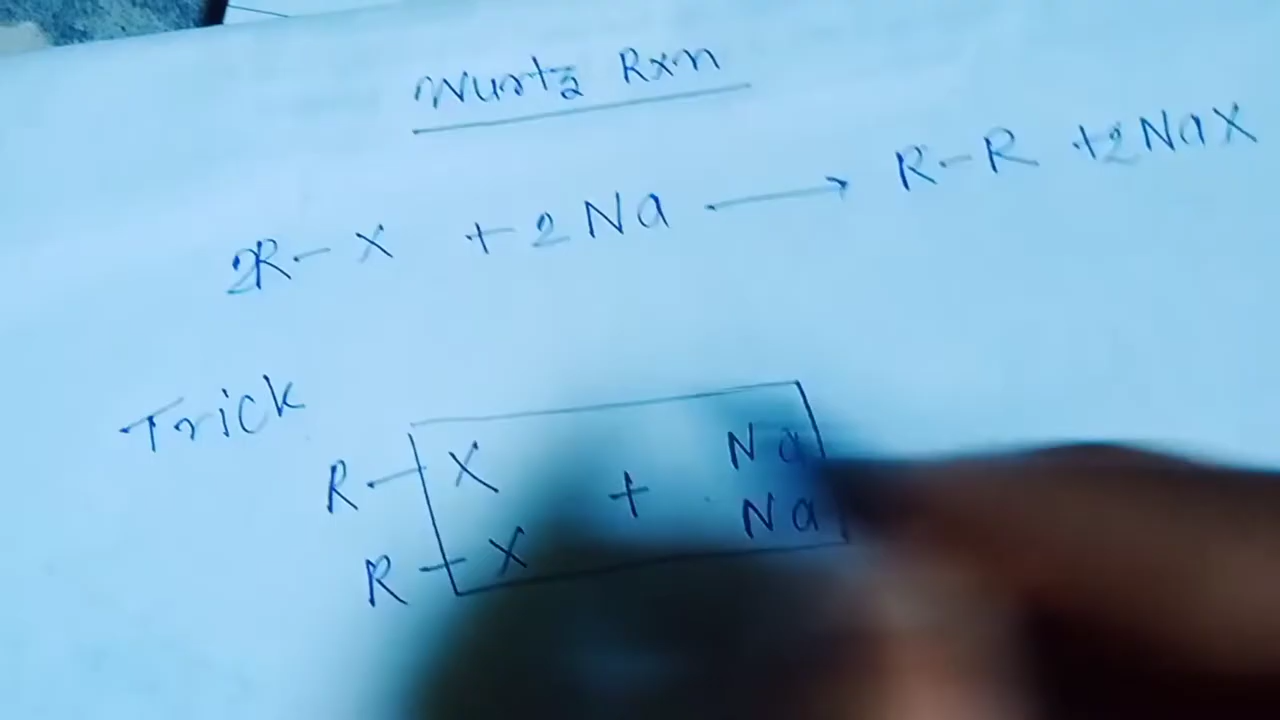 Wurtz Rxn
2R-X + 2Na → R-R + 2NaX
Trick
R-X + Na
R-X Na